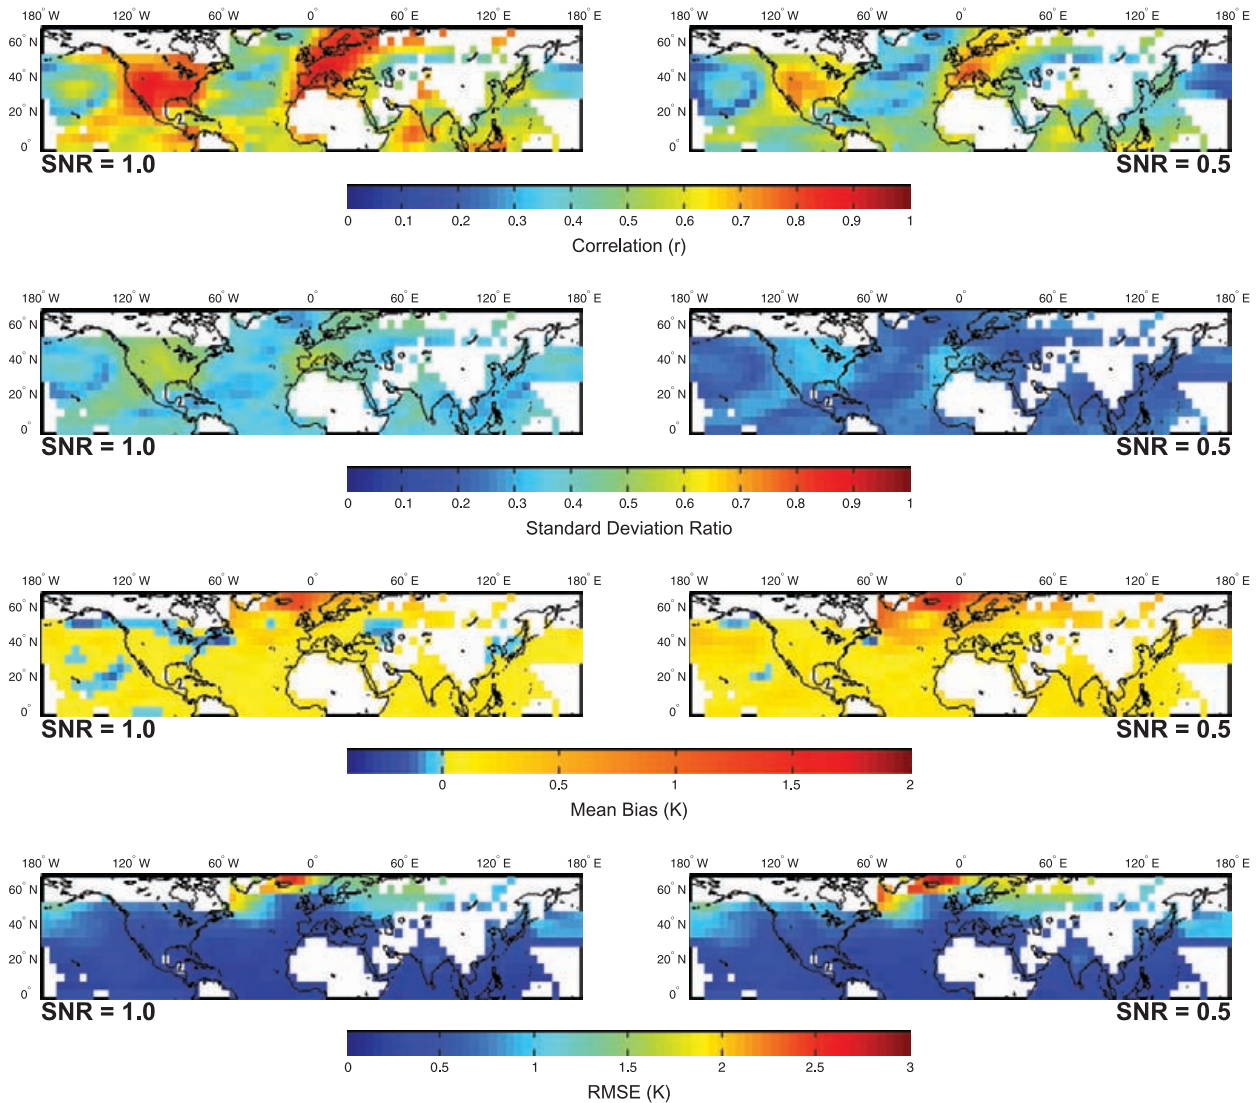 180° W 120° W 60° W 0° 60° E 120° E 180° E
180° W 120° W 60° W 0° 60° E 120° E 180° E
60° N
40° N
20° N
0°
60° N
40° N
20° N
0°
SNR = 1.0
SNR = 0.5
0 0.1 0.2 0.3 0.4 0.5 0.6 0.7 0.8 0.9 1
Correlation (r)
180° W 120° W 60° W 0° 60° E 120° E 180° E
180° W 120° W 60° W 0° 60° E 120° E 180° E
60° N
40° N
20° N
0°
60° N
40° N
20° N
0°
SNR = 1.0
SNR = 0.5
0 0.1 0.2 0.3 0.4 0.5 0.6 0.7 0.8 0.9 1
Standard Deviation Ratio
180° W 120° W 60° W 0° 60° E 120° E 180° E
180° W 120° W 60° W 0° 60° E 120° E 180° E
60° N
40° N
20° N
0°
60° N
40° N
20° N
0°
SNR = 1.0
SNR = 0.5
0 0.5 1 1.5 2
Mean Bias (K)
180° W 120° W 60° W 0° 60° E 120° E 180° E
180° W 120° W 60° W 0° 60° E 120° E 180° E
60° N
40° N
20° N
0°
60° N
40° N
20° N
0°
SNR = 1.0
SNR = 0.5
0 0.5 1 1.5 2 2.5 3
RMSE (K)